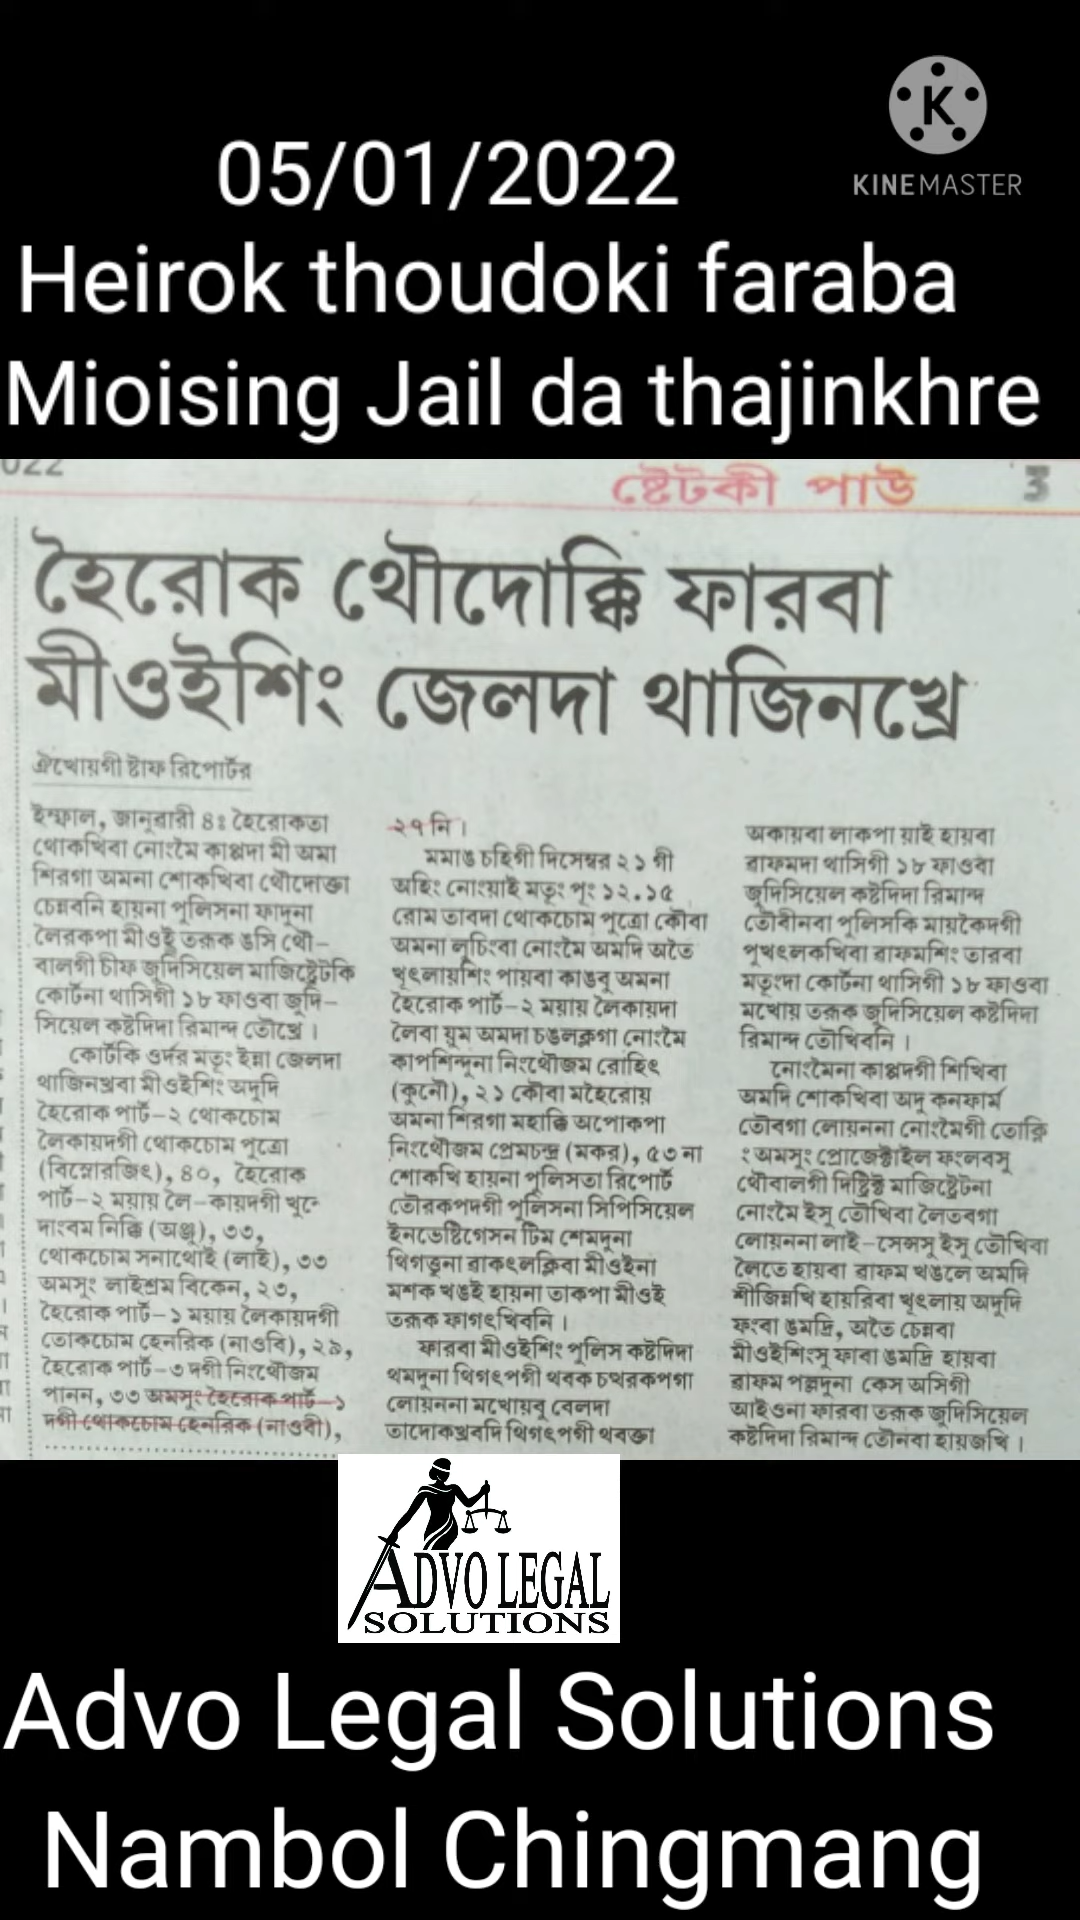 05/01/2022
K
KINEMASTER
Heirok thoudoki faraba
Mioising Jail da thajinkhre
ষ্টেটকী পাউ
3
হৈরোক থৌদোক্কি ফারবা
মীওইশিং জেলদা থাজিনখ্রে
ঐখোয়গী ষ্টাফ রিপোর্টর
ইম্ফাল, জানুৱারী ৪ঃ হৈরোকতা
থোকখিবা নোংমৈ কাপ্পদা মী অমা
শিরগা অমনা শোকখিবা থৌদোক্তা
চেন্নবনি হায়না পুলিসনা ফাদুনা
লৈরকপা মীওই তরুক ঙসি থৌ-
বালগী চীফ জুদিসিয়েল মাজিষ্ট্রেটকি
কোর্টনা থাসিগী ১৮ ফাওবা জুদি-
সিয়েল কষ্টদিদা রিমান্দ তৌখ্রে ।
কোর্টকি ওর্দর মতুং ইন্না জেলদা
থাজিনখ্রবা মীওইশিং অদুদি
হৈরোক পার্ট-২ থোকচোম
লৈকায়দগী থোকচোম পুত্রো
(বিস্নোরজিৎ), ৪০, হৈরোক
পার্ট-২ ময়ায় লৈ-কায়দগী খুৎ-
দাংবম নিক্কি (অঞ্জু), ৩৩,
থোকচোম সনাথোই (লাই), ৩৩
অমসুং লাইশ্রম বিকেন, ২৩,
হৈরোক পার্ট-১ ময়ায় লৈকায়দগী
তোকচোম হেনরিক (নাওবি), ২৯,
হৈরোক পার্ট-৩ দগী নিংথৌজম
পানন, ৩৩ অমসুং হৈরোক পার্ট-১
দগী থোকচোম হেনরিক (নাওবী),
২৭ নি ।
মমাঙ চহিগী দিসেম্বর ২১ গী
অহিং নোংয়াই মতুং পুং ১২.১৫
রোম তাবদা থোকচোম পুত্রো কৌবা
অমনা লুচিংবা নোংমৈ অমদি অতৈ
খুৎলায়শিং পায়বা কাঙবু অমনা
হৈরোক পার্ট-২ ময়ায় লৈকায়দা
লৈবা য়ুম অমদা চঙলক্লগা নোংমৈ
কাপশিন্দুনা নিংথৌজম রোহিৎ
(কুনৌ), ২১ কৌবা মহৈরোয়
অমনা শিরগা মহাক্কি অপোকপা
নিংথৌজম প্রেমচন্দ্র (মকর), ৫৩ না
শোকখি হায়না পুলিসতা রিপোর্ট
তৌরকপদগী পুলিসনা সিপিসিয়েল
ইনভেষ্টিগেসন টিম শেমদুনা
থিগত্নুনা ৱাকৎলক্লিবা মীওইনা
মশক খঙই হায়না তাকপা মীওই
তরুক ফাগৎখিবনি ।
ফারবা মীওইশিং পুলিস কষ্টদিদা
থমদুনা থিগৎপগী থবক চত্থরকপগা
লোয়ননা মখোয়বু বেলদা
তাদোকখ্রবদি থিগৎপগী থবক্তা
অকায়বা লাকপা য়াই হায়বা
ৱাফমদা থাসিগী ১৮ ফাওবা
জুদিসিয়েল কষ্টদিদা রিমান্দ
তৌবীনবা পুলিসকি মায়কৈদগী
পুথৎলকখিবা ৱাফমশিং তারবা
মতুংদা কোর্টনা থাসিগী ১৮ ফাওবা
মখোয় তরুক জুদিসিয়েল কষ্টদিদা
রিমান্দ তৌখিবনি ।
নোংমৈনা কাপ্পদগী শিখিবা
অমদি শোকখিবা অদু কনফার্ম
তৌবগা লোয়ননা নোংমৈগী তোক্লি
ং অমসুং প্রোজেক্টাইল ফংলবসু
থৌবালগী দিষ্ট্রিক্ট মাজিষ্ট্রেটনা
নোংমৈ ইসু তৌখিবা লৈতবগা
লোয়ননা লাই-সেন্সসু ইসু তৌখিবা
লৈতে হায়বা ৱাফম খঙলে অমদি
শীজিন্নখি হায়রিবা খুৎলায় অদুদি
ফংবা ঙমদ্রি, অতৈ চেন্নবা
মীওইশিংসু ফাবা ঙমদ্রি হায়বা
ৱাফম পল্লদুনা কেস অসিগী
আইওনা ফারবা তরুক জুদিসিয়েল
কষ্টদিদা রিমান্দ তৌনবা হায়জখি ।
ADVO LEGAL
SOLUTIONS
Advo Legal Solutions
Nambol Chingmang